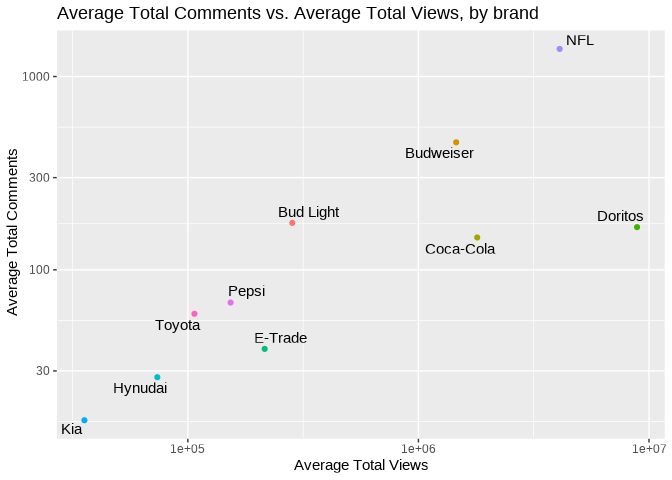 Average Total Comments vs. Average Total Views, by brand
NFL
1000
Budweiser
300
Bud Light
Doritos
Coca-Cola
100
Pepsi
Toyota
E-Trade
30
Hynudai
Kia
1e+05
1e+06
1e+07
Average Total Views
Average Total Comments